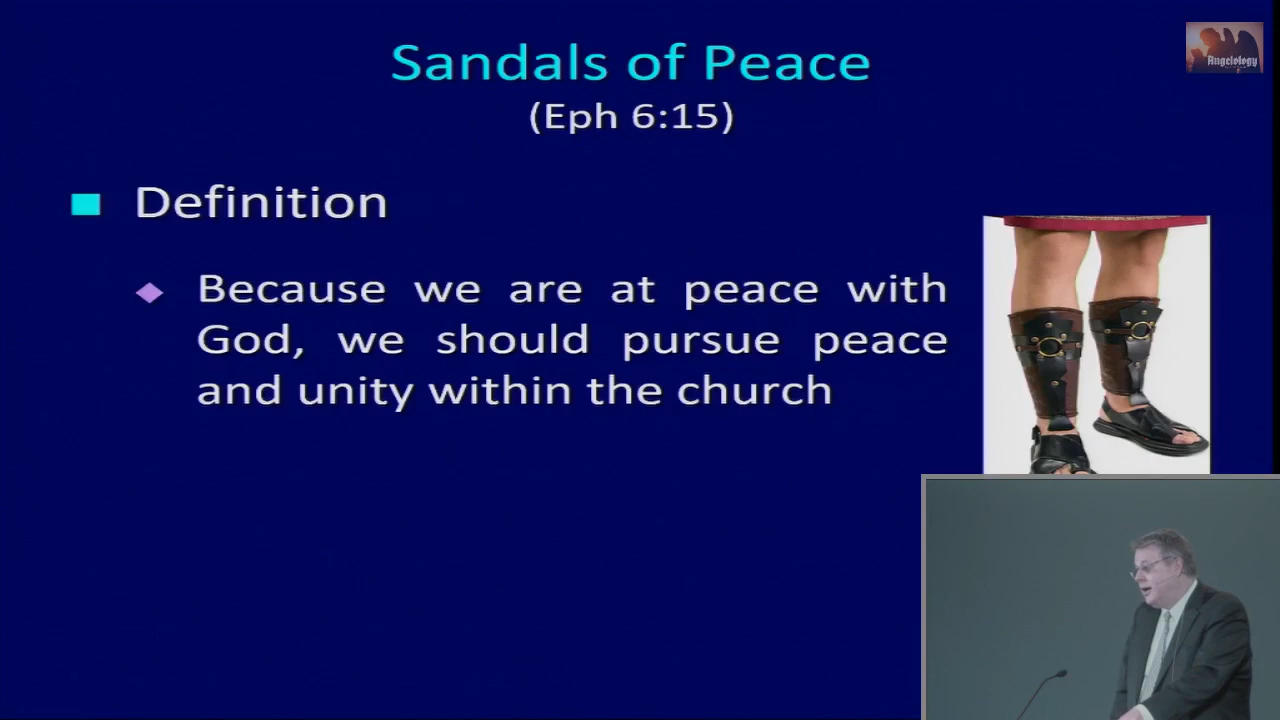 Angelology
Sandals of Peace
(Eph 6:15)
Definition
Because we are at peace with
God, we should pursue peace
and unity within the church